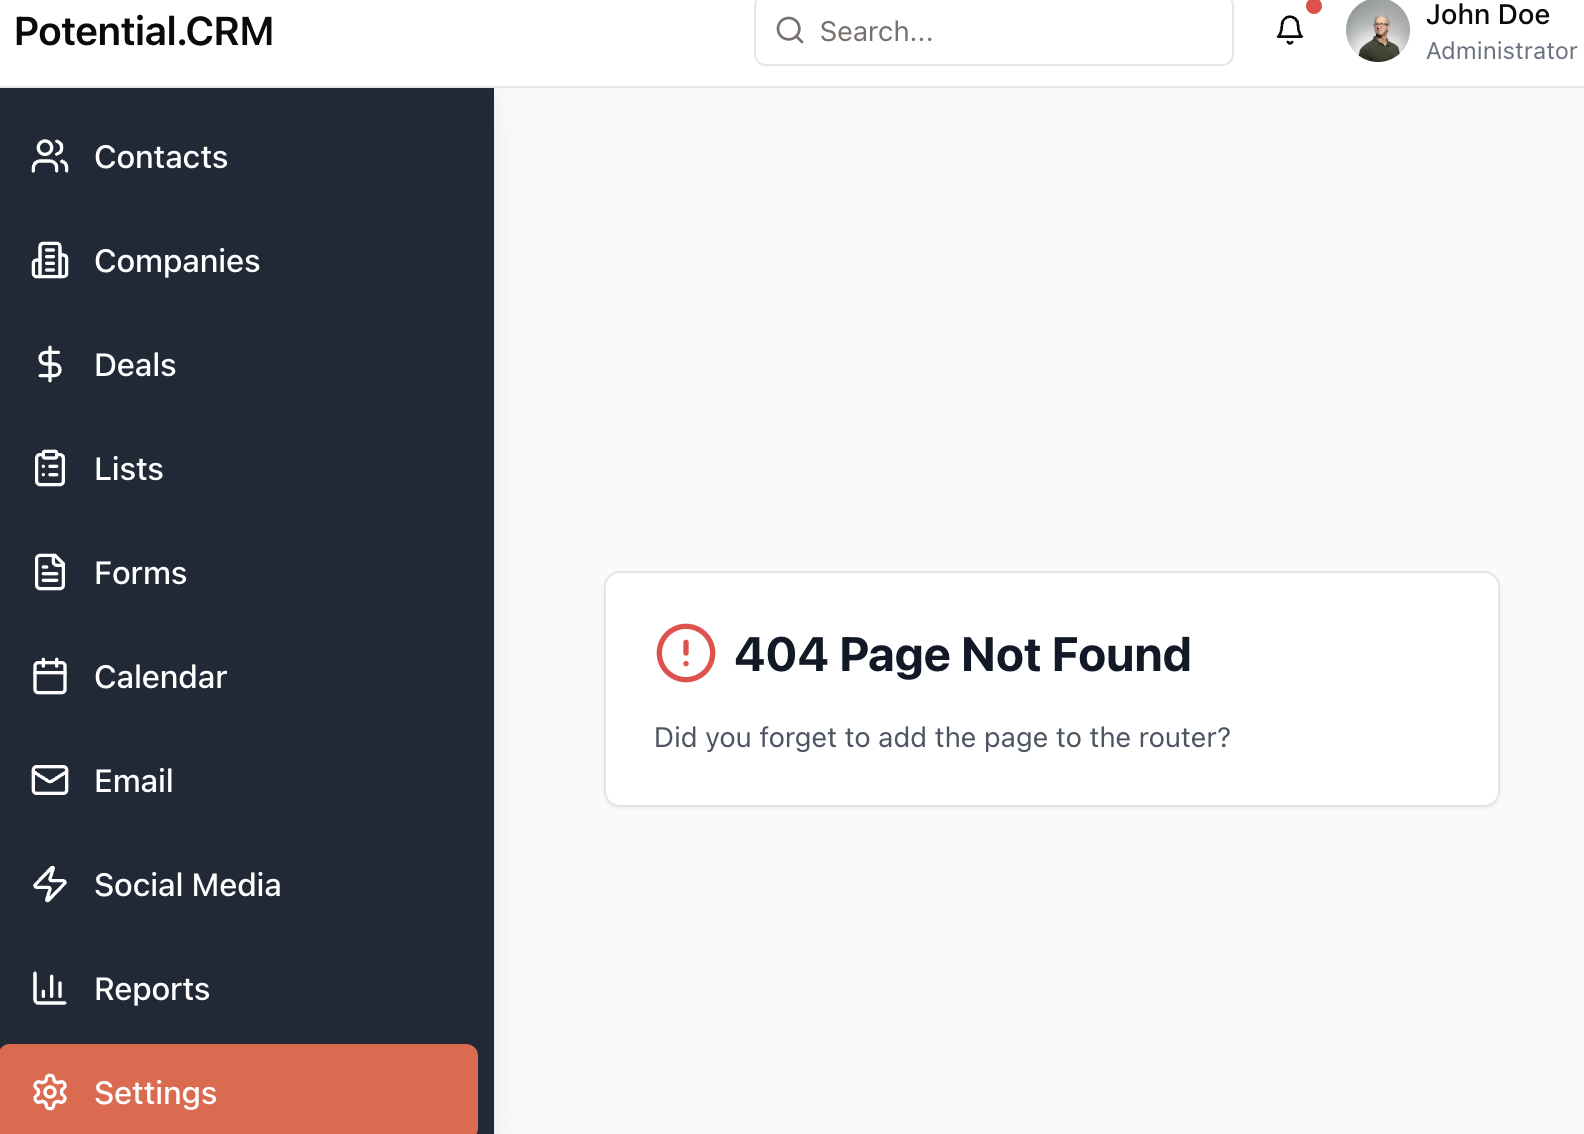 Potential.CRM
Search...
John Doe
Administrator
Contacts
Companies
Deals
Lists
Forms
Calendar
Email
Social Media
Reports
Settings
404 Page Not Found
Did you forget to add the page to the router?